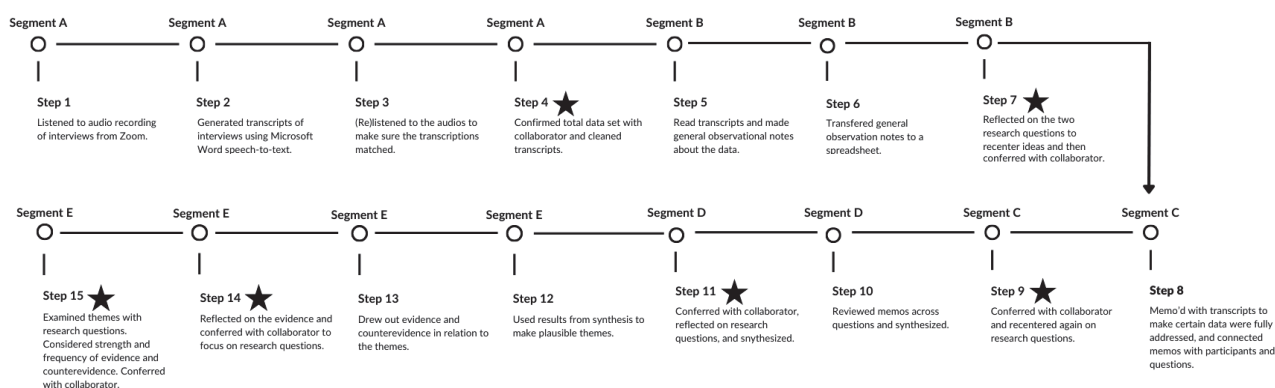 Segment A
Segment A
Segment A
Segment A
Segment B
Segment B
Segment B
Step 1
Listened to audio recording
of interviews from Zoom.
Step 2
Generated transcripts of
interviews using Microsoft
Word speech-to-text.
Step 3
(Re)listened to the audios to
make sure the transcriptions
matched.
Step 4
Confirmed total data set with
collaborator and cleaned
transcripts.
Step 5
Read transcripts and made
general observational notes
about the data.
Step 6
Transfered general
observation notes to a
spreadsheet.
Step 7
Reflected on the two
research questions to
recenter ideas and then
conferred with collaborator.
Segment E
Segment E
Segment E
Segment E
Segment D
Segment D
Segment C
Segment C
Step 15
Examined themes with
research questions.
Considered strength and
frequency of evidence and
counterevidence. Conferred
with collaborator.
Step 14
Reflected on the evidence and
conferred with collaborator to
focus on research questions.
Step 13
Drew out evidence and
counterevidence in relation to
the themes.
Step 12
Used results from synthesis to
make plausible themes.
Step 11
Conferred with collaborator,
reflected on research
questions, and snythesized.
Step 10
Reviewed memos across
questions and synthesized.
Step 9
Conferred with collaborator
and recentered again on
research questions.
Step 8
Memo'd with transcripts to
make certain data were fully
addressed, and connected
memos with participants and
questions.